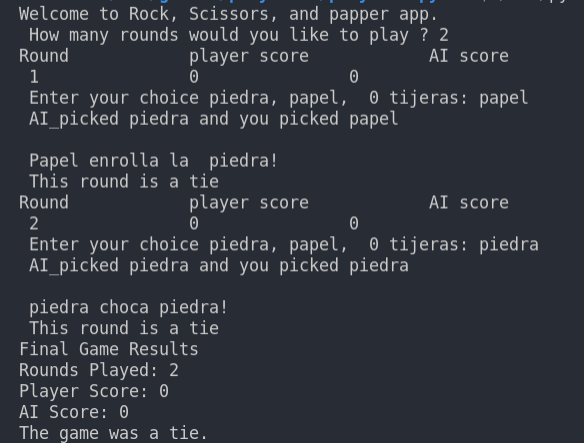 Welcome to Rock, Scissors, and papper app.
How many rounds would you like to play ? 2
Round player score AI score
1 0 0
Enter your choice piedra, papel, 0 tijeras: papel
AI_picked piedra and you picked papel
Papel enrolla la piedra!
This round is a tie
Round player score AI score
2 0 0
Enter your choice piedra, papel, 0 tijeras: piedra
AI_picked piedra and you picked piedra
piedra choca piedra!
This round is a tie
Final Game Results
Rounds Played: 2
Player Score: 0
AI Score: 0
The game was a tie.